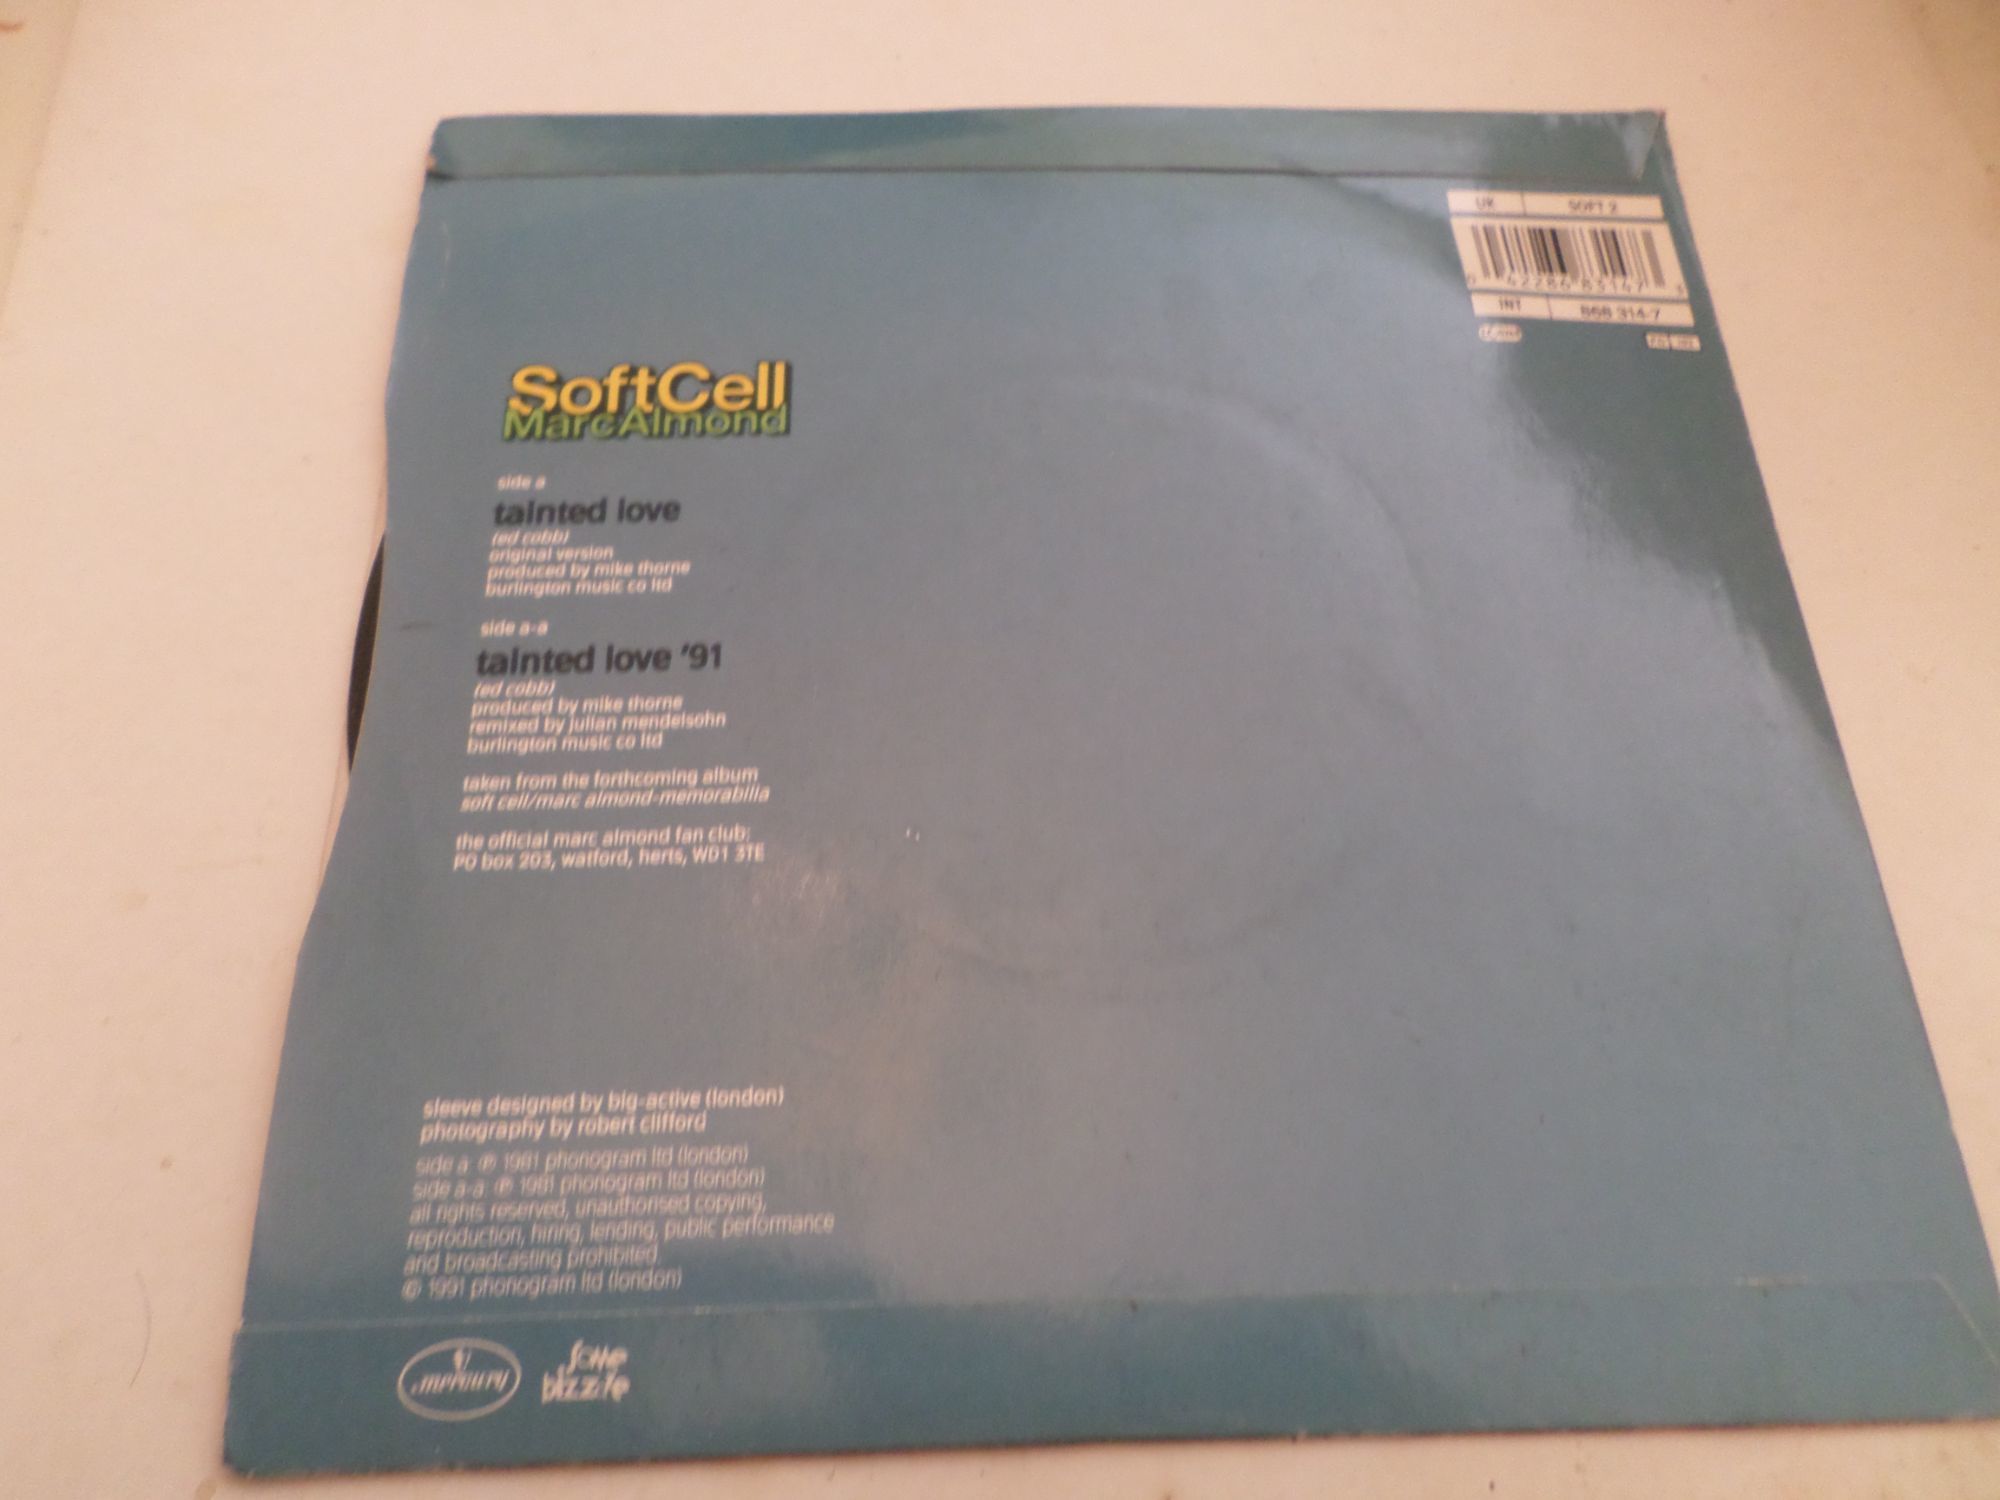 UK SOFT 2
0 42286 83147 3
INT 868 314-7
SoftCell
MarcAlmond
side a
tainted love
(ed cobb)
original version
produced by mike thorne
burlington music co ltd
side a-a
tainted love '91
(ed cobb)
produced by mike thorne
remixed by julian mendelsohn
burlington music co ltd
taken from the forthcoming album
soft cell/marc almond-memorabilia
the official marc almond fan club:
PO box 203, watford, herts, WD1 3TE
sleeve designed by big-active (london)
photography by robert clifford
side a ℗ 1981 phonogram ltd (london)
side a-a ℗ 1981 phonogram ltd (london)
all rights reserved, unauthorised copying,
reproduction, hiring, lending, public performance
and broadcasting prohibited.
© 1991 phonogram ltd (london)
mercury
some
bizzare